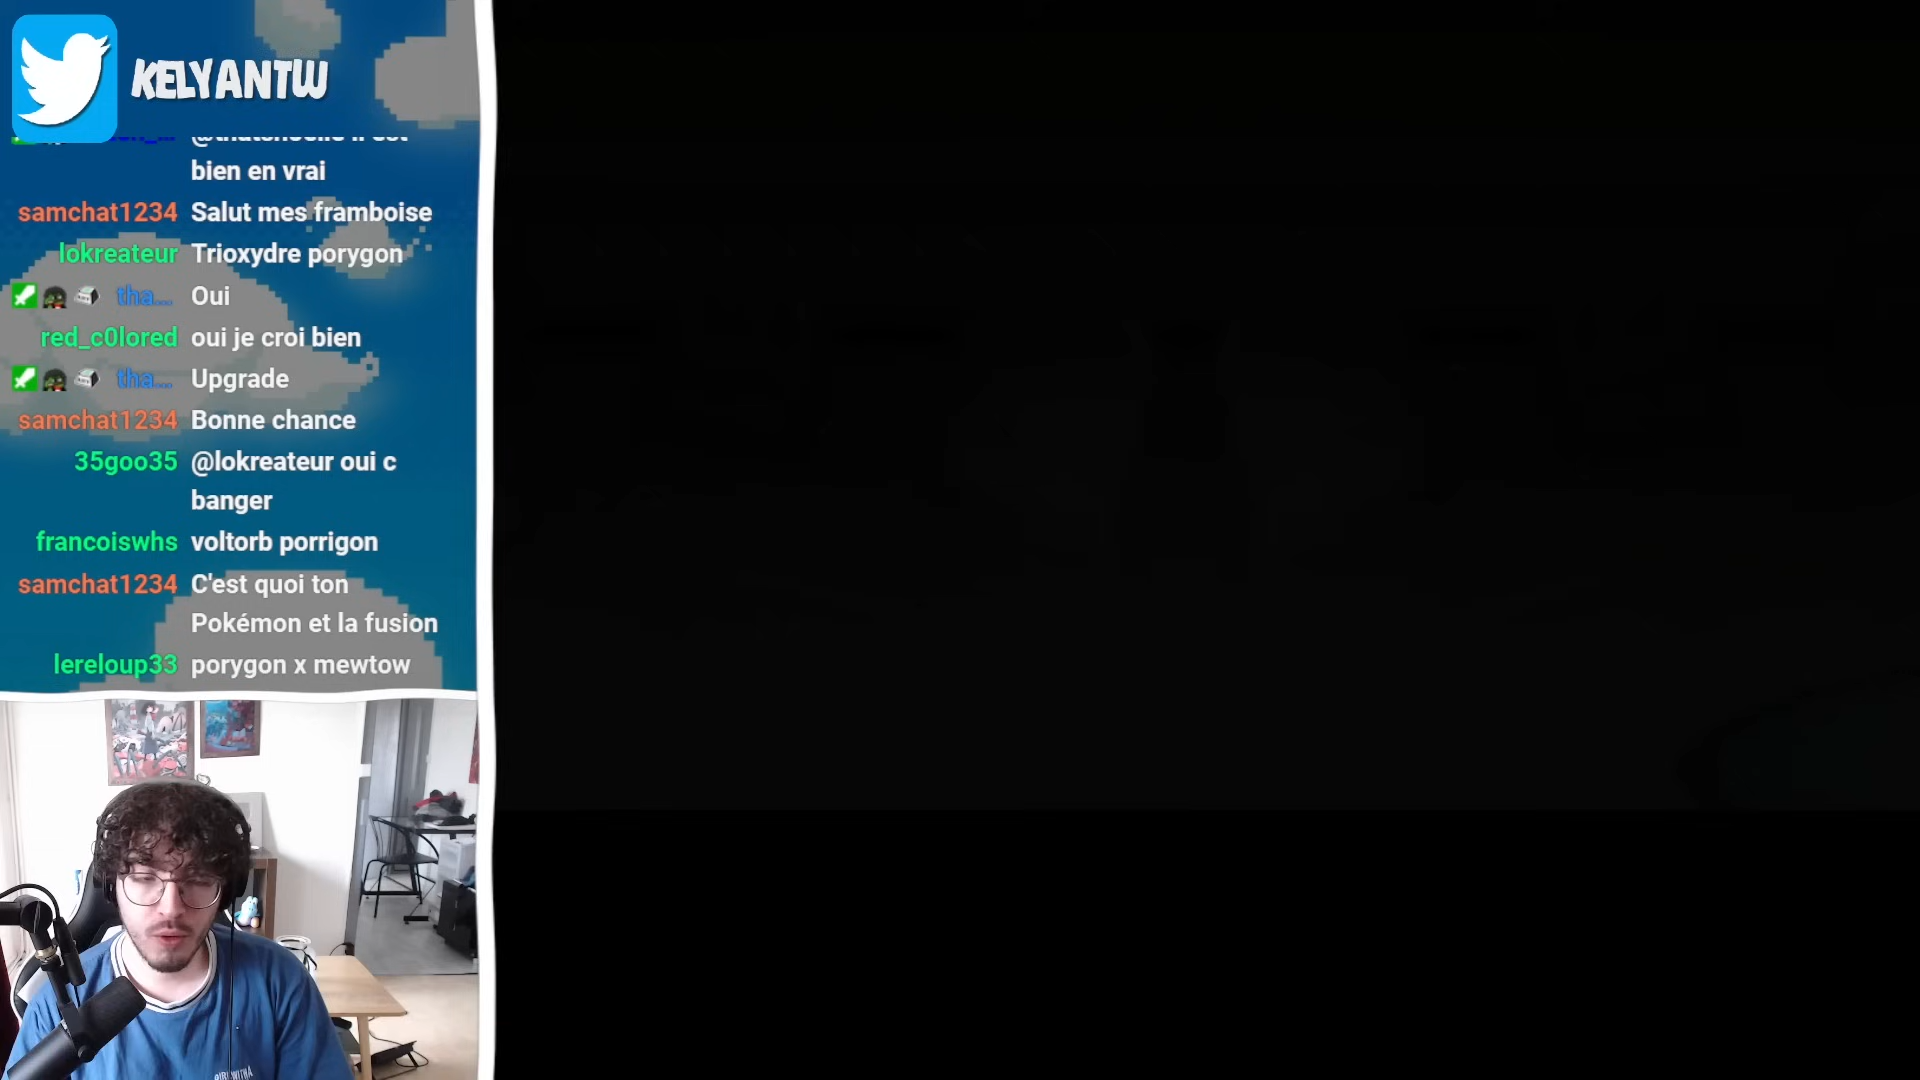 KELYANTW
bien en vrai
samchat1234 Salut mes framboise
lokreateur Trioxydre porygon
tha... Oui
red_c0lored oui je croi bien
tha... Upgrade
samchat1234 Bonne chance
35goo35 @lokreateur oui c
banger
francoiswhs voltorb porrigon
samchat1234 C'est quoi ton
Pokémon et la fusion
lereloup33 porygon x mewtow